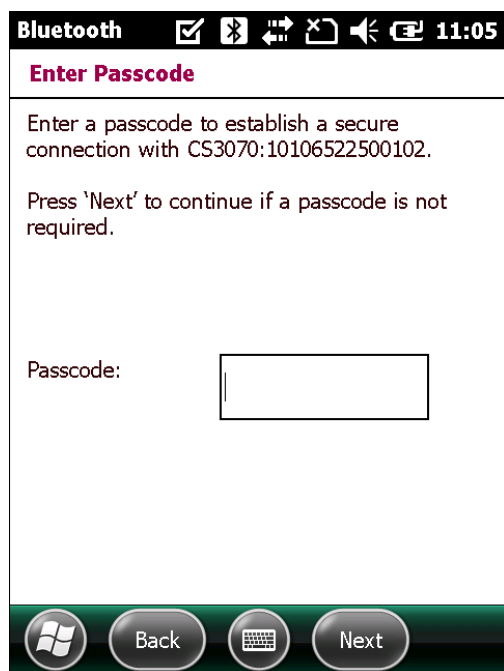 Bluetooth 11:05
Enter Passcode
Enter a passcode to establish a secure
connection with CS3070:10106522500102.
Press ‘Next’ to continue if a passcode is not
required.
Passcode:
Back Next